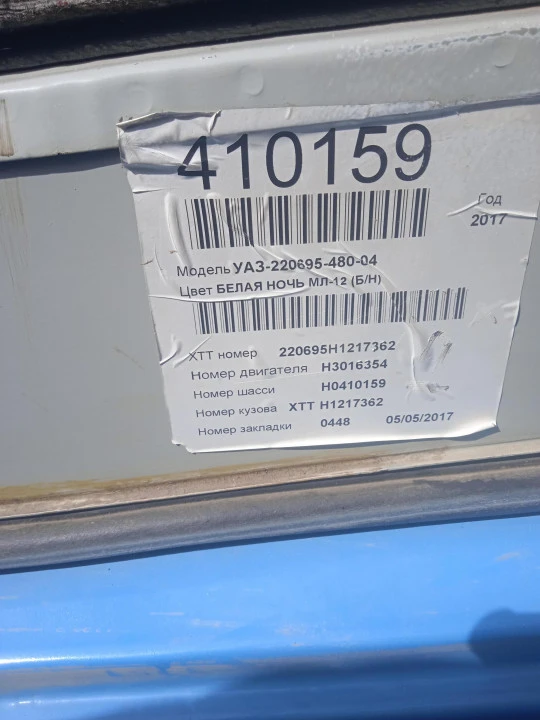 410159
Год
2017
Модель УАЗ-220695-480-04
Цвет БЕЛАЯ НОЧЬ МЛ-12 (Б/Н)
ХТТ номер 220695H1217362
Номер двигателя H3016354
Номер шасси H0410159
Номер кузова ХТТ H1217362
Номер закладки 0448 05/05/2017